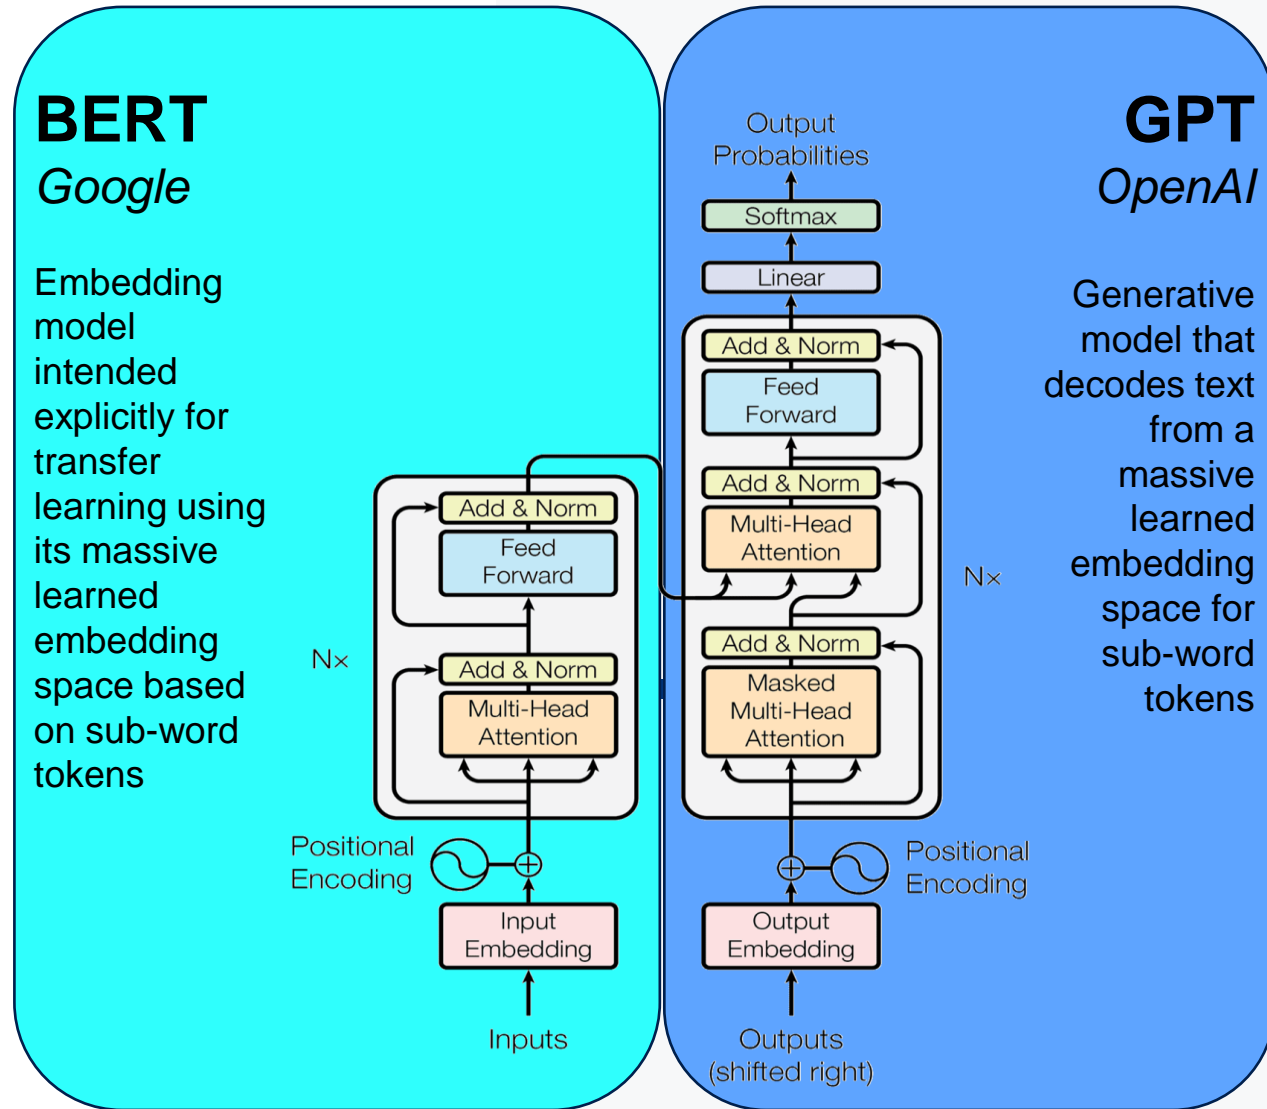 BERT
Google
Embedding
model
intended
explicitly for
transfer
learning using
its massive
learned
embedding
space based
on sub-word
tokens
Nx
Add & Norm
Feed
Forward
Add & Norm
Multi-Head
Attention
Positional
Encoding
Input
Embedding
Inputs
GPT
OpenAI
Generative
model that
decodes text
from a
massive
learned
embedding
space for
sub-word
tokens
Output
Probabilities
Softmax
Linear
Add & Norm
Feed
Forward
Add & Norm
Multi-Head
Attention
Nx
Add & Norm
Masked
Multi-Head
Attention
Positional
Encoding
Output
Embedding
Outputs
(shifted right)